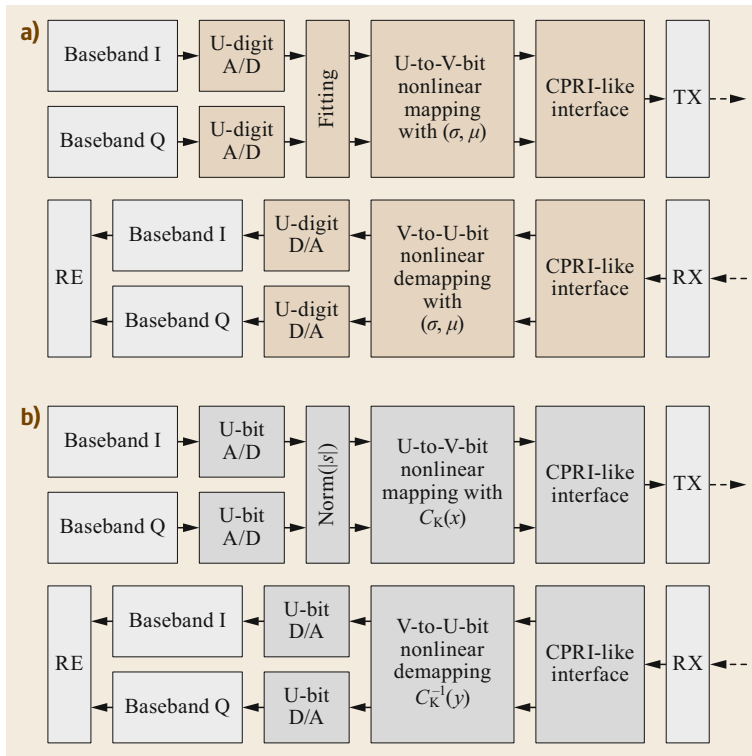 a)
Baseband I
U-digit
A/D
Fitting
U-to-V-bit
nonlinear
mapping
with (σ, μ)
CPRI-like
interface
TX
Baseband Q
U-digit
A/D
RE
Baseband I
U-digit
D/A
V-to-U-bit
nonlinear
demapping
with
(σ, μ)
CPRI-like
interface
RX
Baseband Q
U-digit
D/A
b)
Baseband I
U-bit
A/D
Norm(|s|)
U-to-V-bit
nonlinear
mapping with
C_K(x)
CPRI-like
interface
TX
Baseband Q
U-bit
A/D
RE
Baseband I
U-bit
D/A
V-to-U-bit
nonlinear
demapping
C_K^{-1}(y)
CPRI-like
interface
RX
Baseband Q
U-bit
D/A